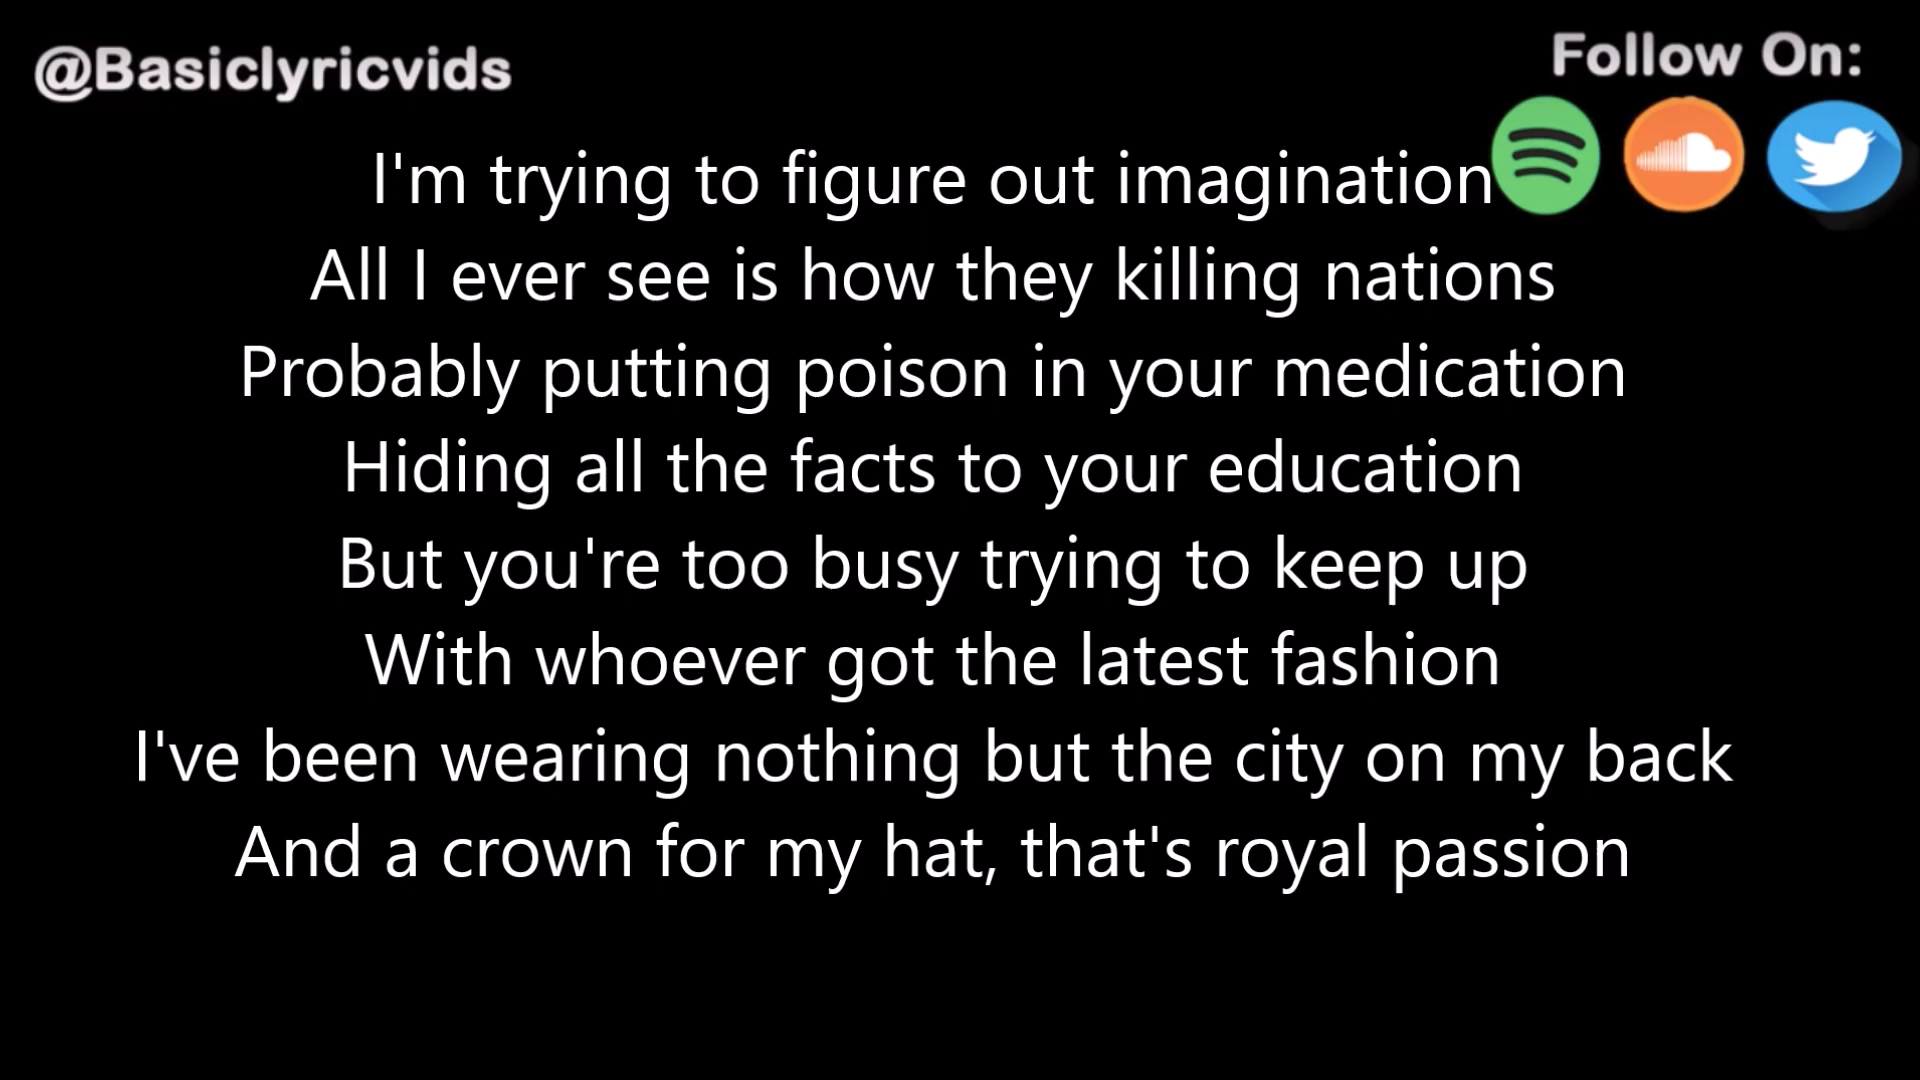 @Basiclyricvids
Follow On:
I'm trying to figure out imagination
All I ever see is how they killing nations
Probably putting poison in your medication
Hiding all the facts to your education
But you're too busy trying to keep up
With whoever got the latest fashion
I've been wearing nothing but the city on my back
And a crown for my hat, that's royal passion